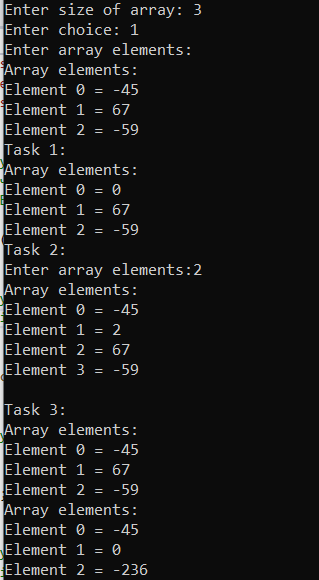 Enter size of array: 3
Enter choice: 1
Enter array elements:
Array elements:
Element 0 = -45
Element 1 = 67
Element 2 = -59
Task 1:
Array elements:
Element 0 = 0
Element 1 = 67
Element 2 = -59
Task 2:
Enter array elements:2
Array elements:
Element 0 = -45
Element 1 = 2
Element 2 = 67
Element 3 = -59
Task 3:
Array elements:
Element 0 = -45
Element 1 = 67
Element 2 = -59
Array elements:
Element 0 = -45
Element 1 = 0
Element 2 = -236